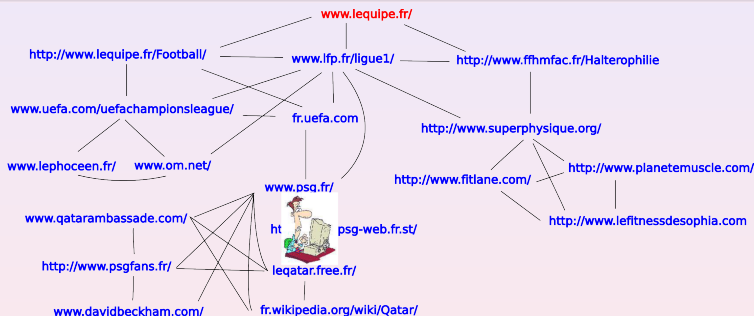 www.lequipe.fr/
http://www.lequipe.fr/Football/
www.lfp.fr/ligue1/
http://www.ffhmfac.fr/Halterophilie
www.uefa.com/uefachampionsleague/
fr.uefa.com
http://www.superphysique.org/
www.lephoceen.fr/
www.om.net/
http://www.planetemuscle.com/
http://www.fitlane.com/
www.psg.fr/
www.qatarambassade.com/
http://www.lefitnessdesophia.com
ht
psg-web.fr.st/
http://www.psgfans.fr/
leqatar.free.fr/
www.davidbeckham.com/
fr.wikipedia.org/wiki/Qatar/